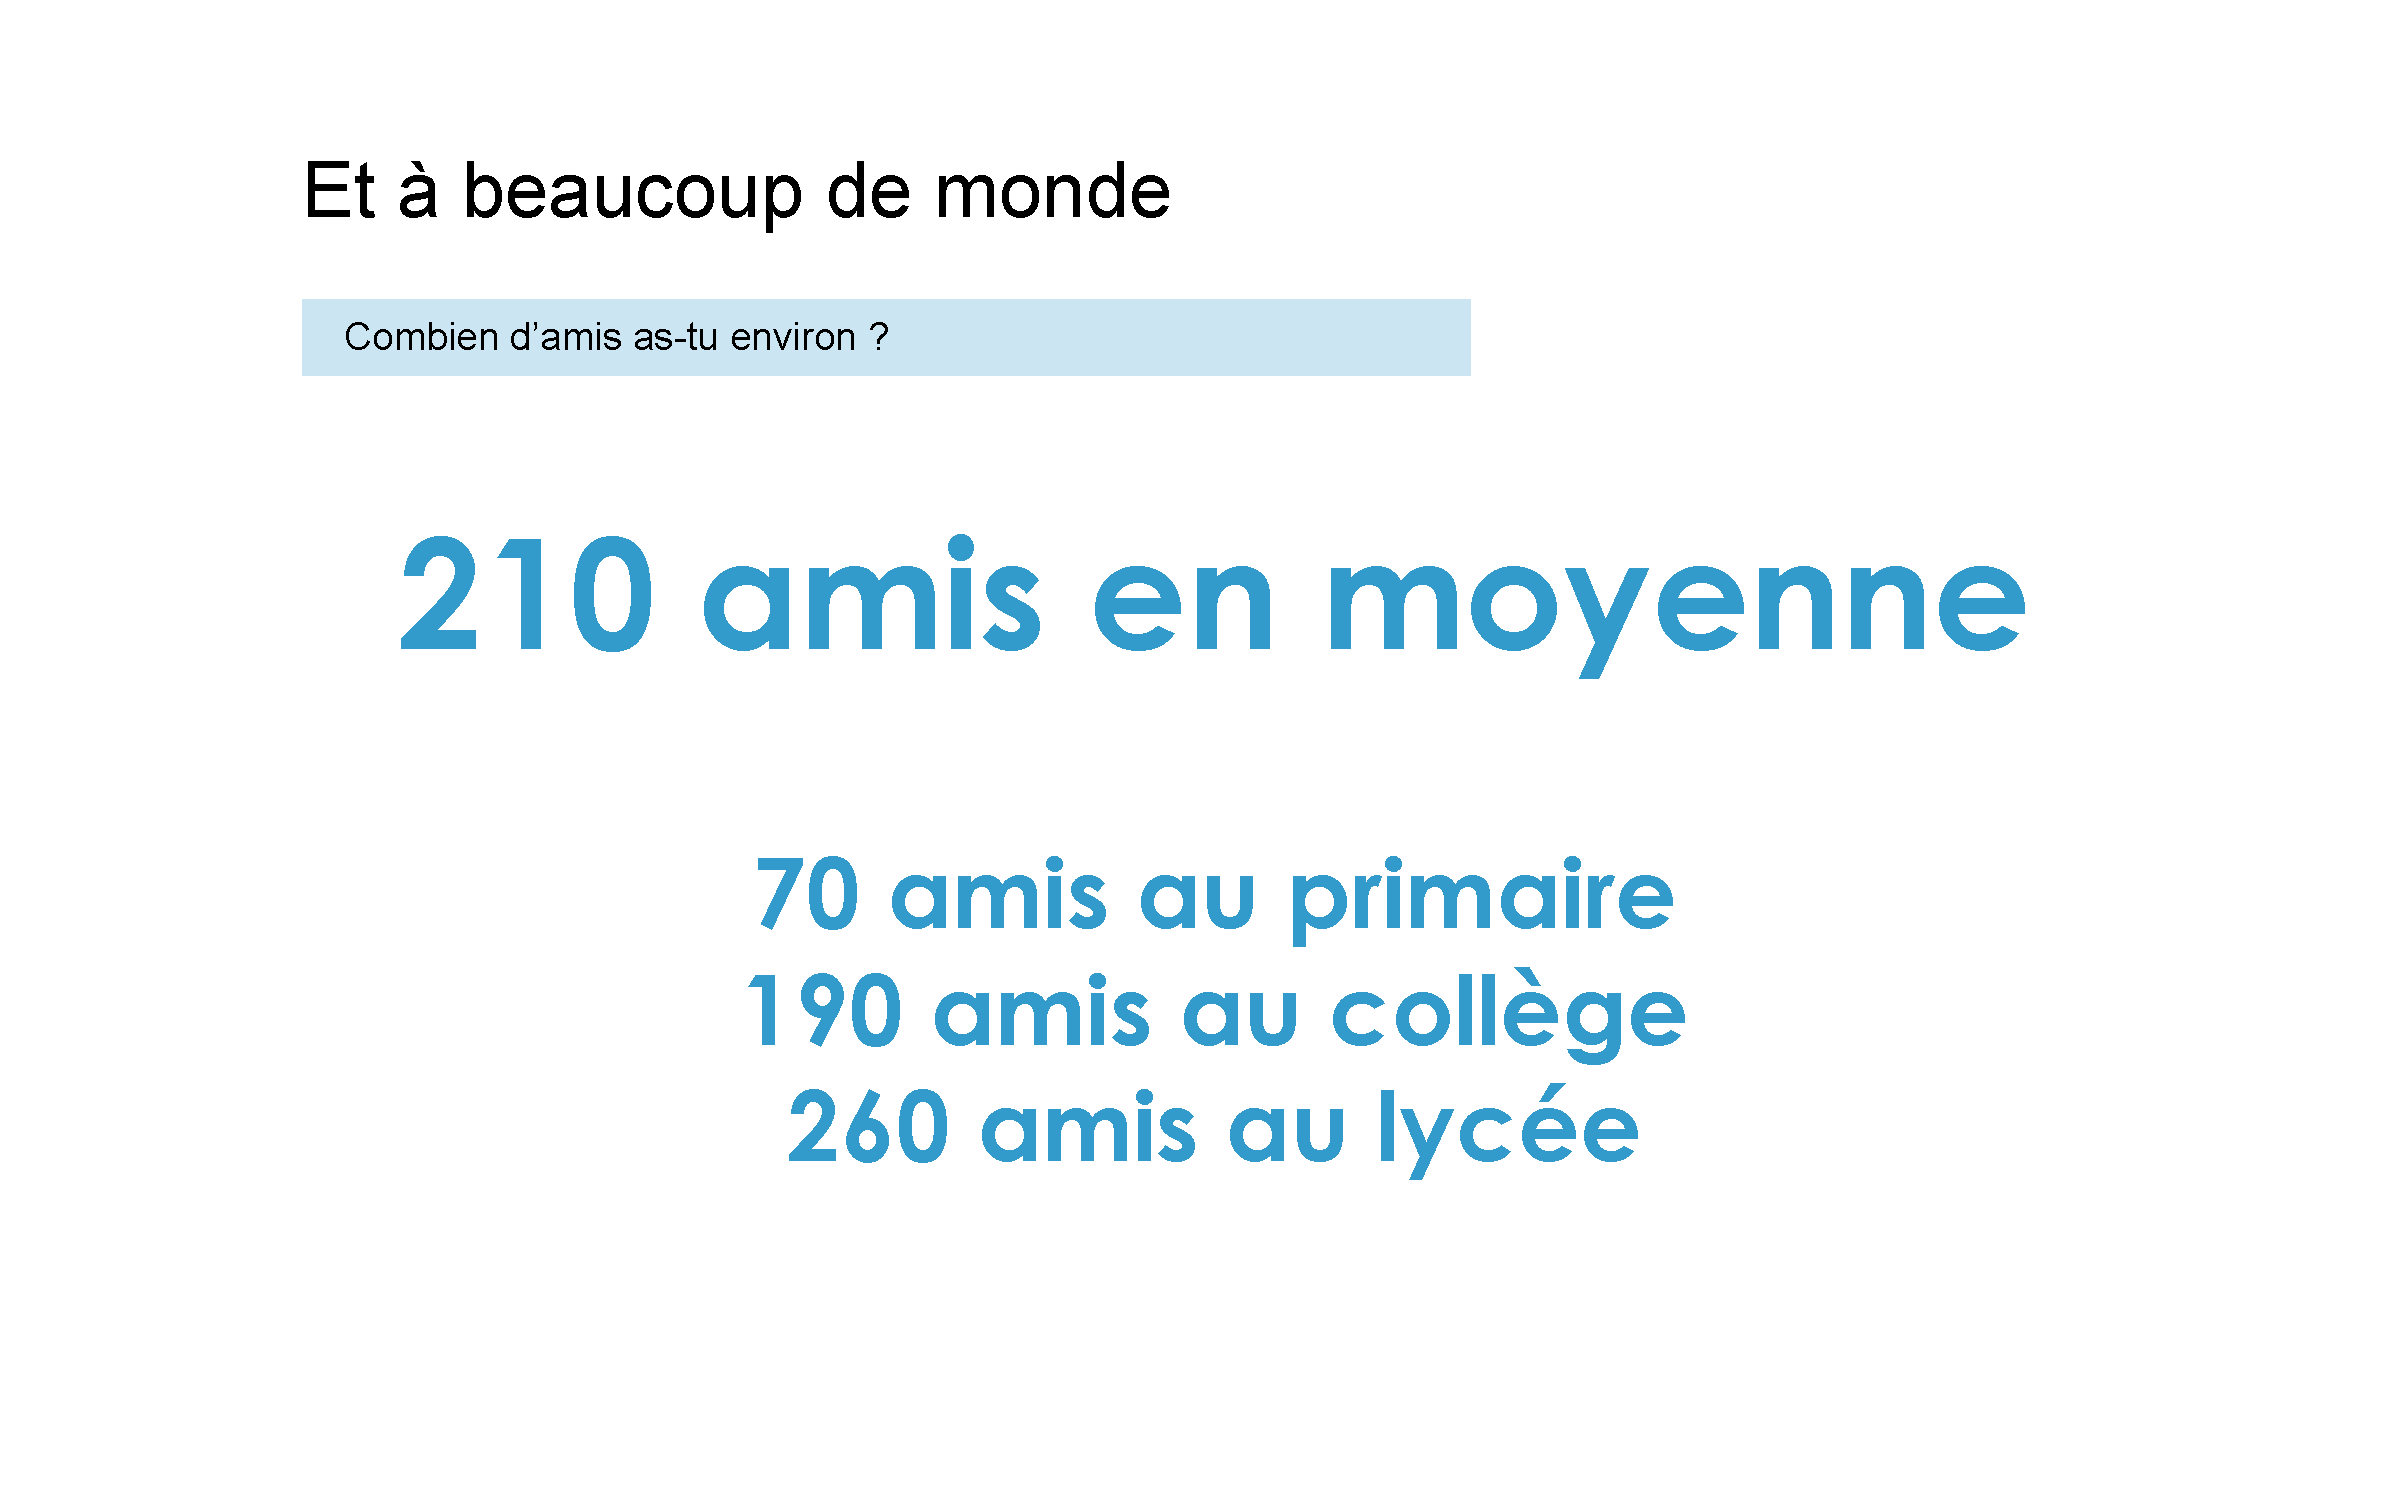 Et à beaucoup de monde
Combien d’amis as-tu environ ?
210 amis en moyenne
70 amis au primaire
190 amis au collège
260 amis au lycée